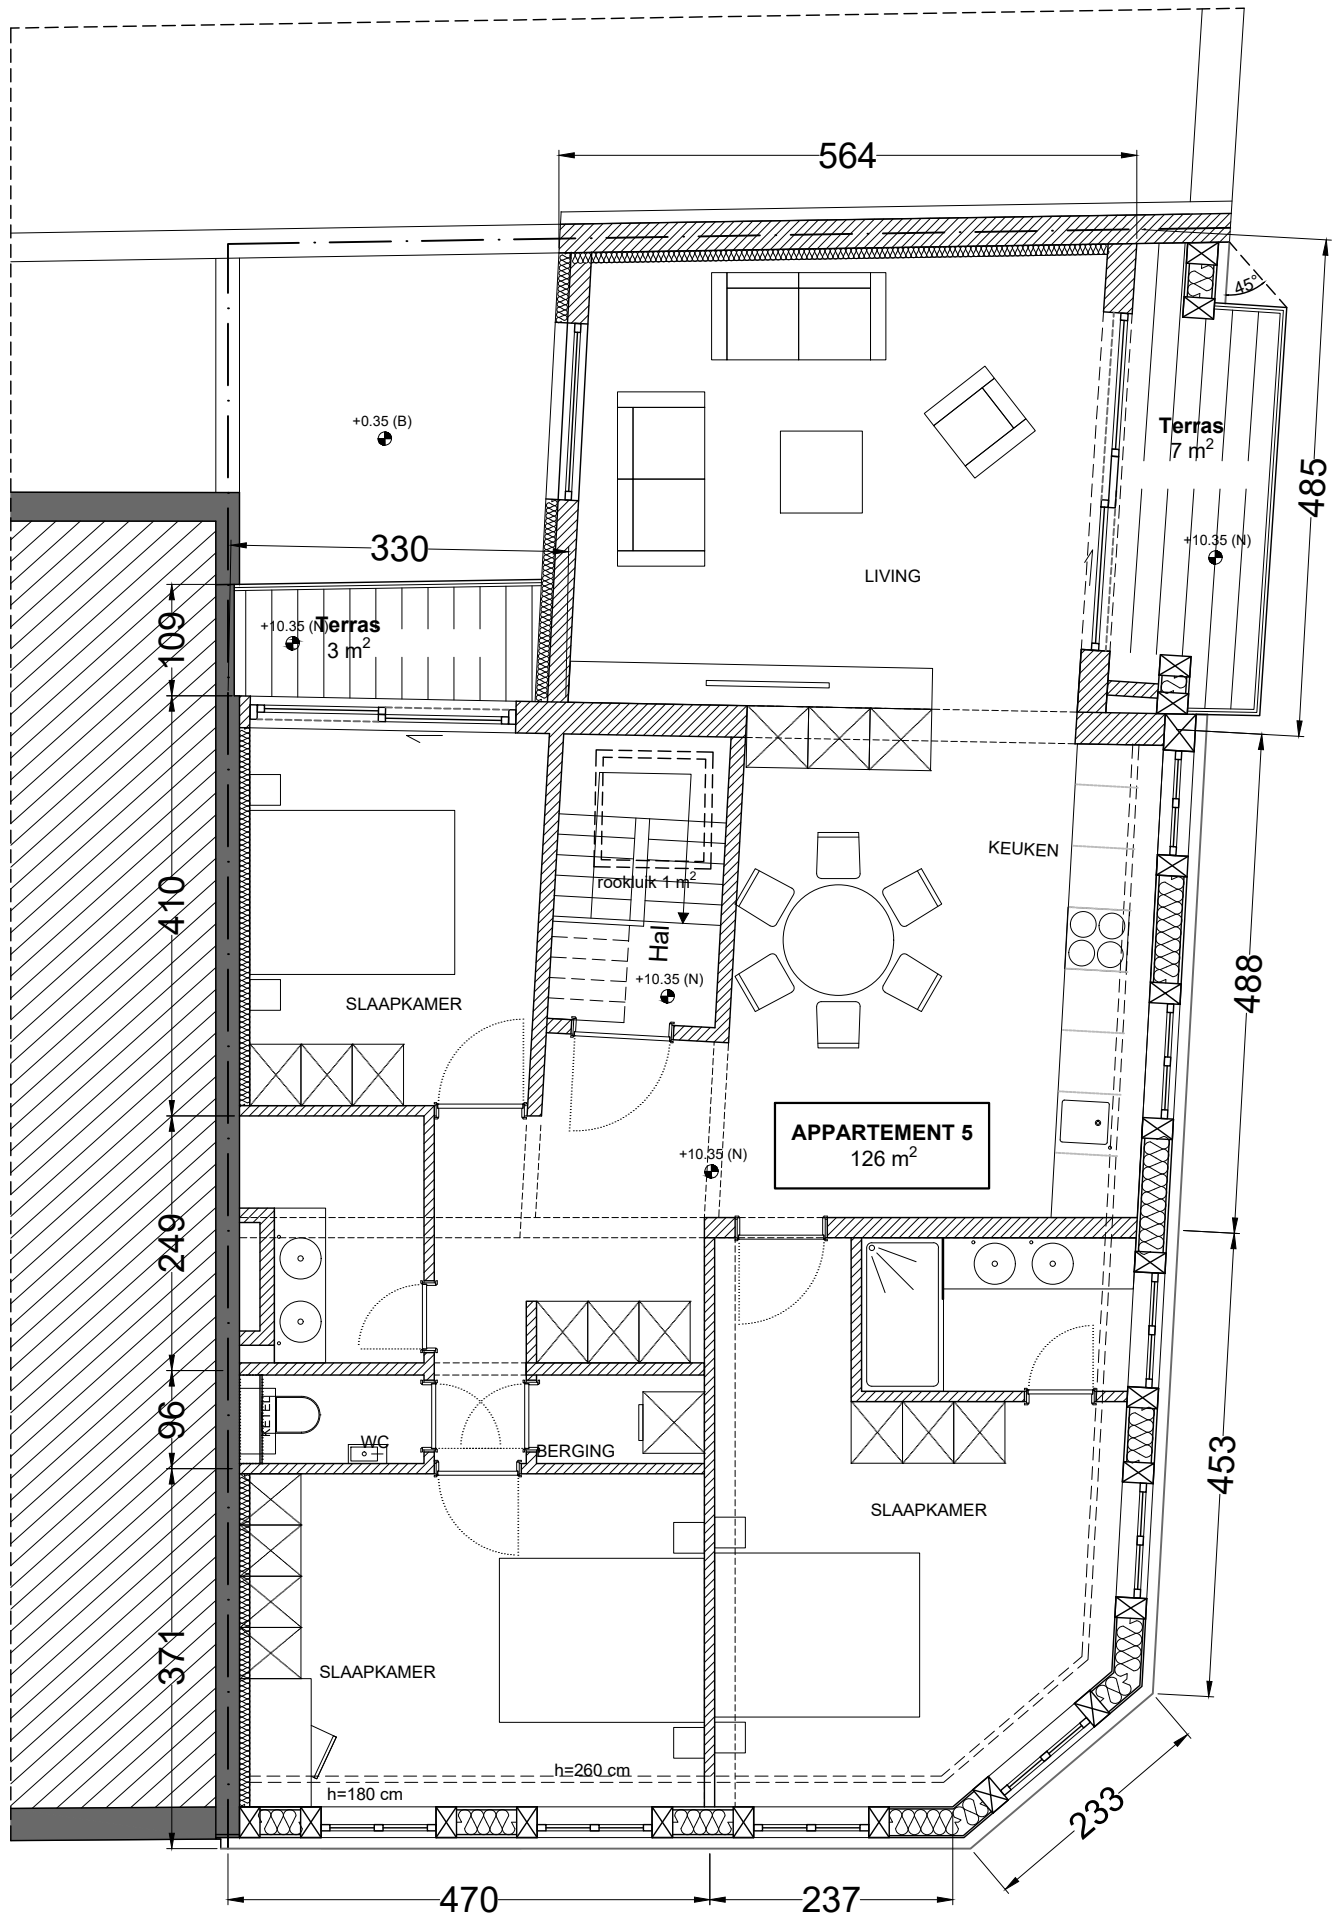 564
45°
+0.35 (B)
Terras
7 m²
485
330
+10.35 (N)
LIVING
109
+10.35 (N)
Terras
3 m²
KEUKEN
410
rookluik 1 m²
Hal
488
+10.35 (N)
SLAAPKAMER
APPARTEMENT 5
126 m²
+10.35 (N)
249
96
KETEL
WC
BERGING
453
SLAAPKAMER
371
SLAAPKAMER
h=260 cm
h=180 cm
233
470
237